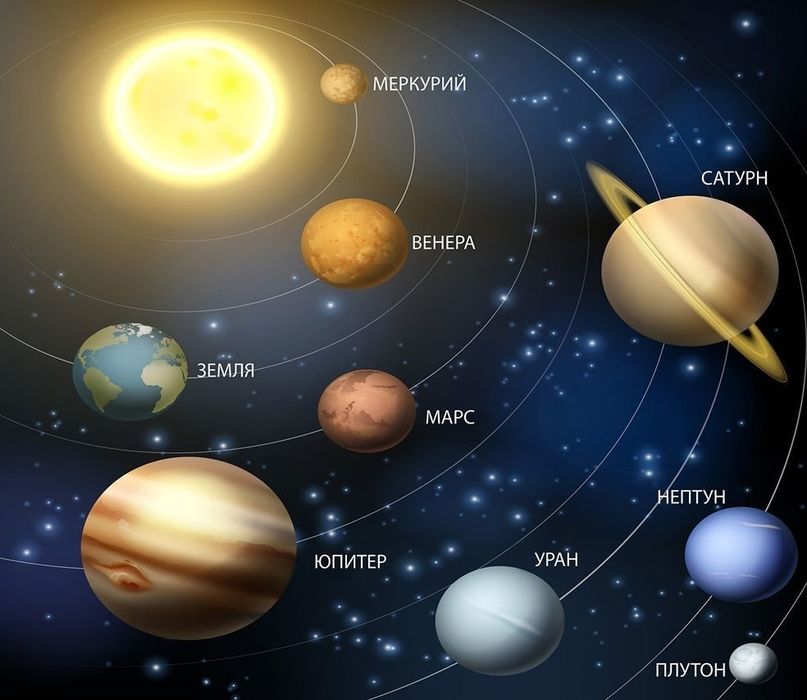 МЕРКУРИЙ
САТУРН
ВЕНЕРА
ЗЕМЛЯ
МАРС
НЕПТУН
ЮПИТЕР
УРАН
ПЛУТОН